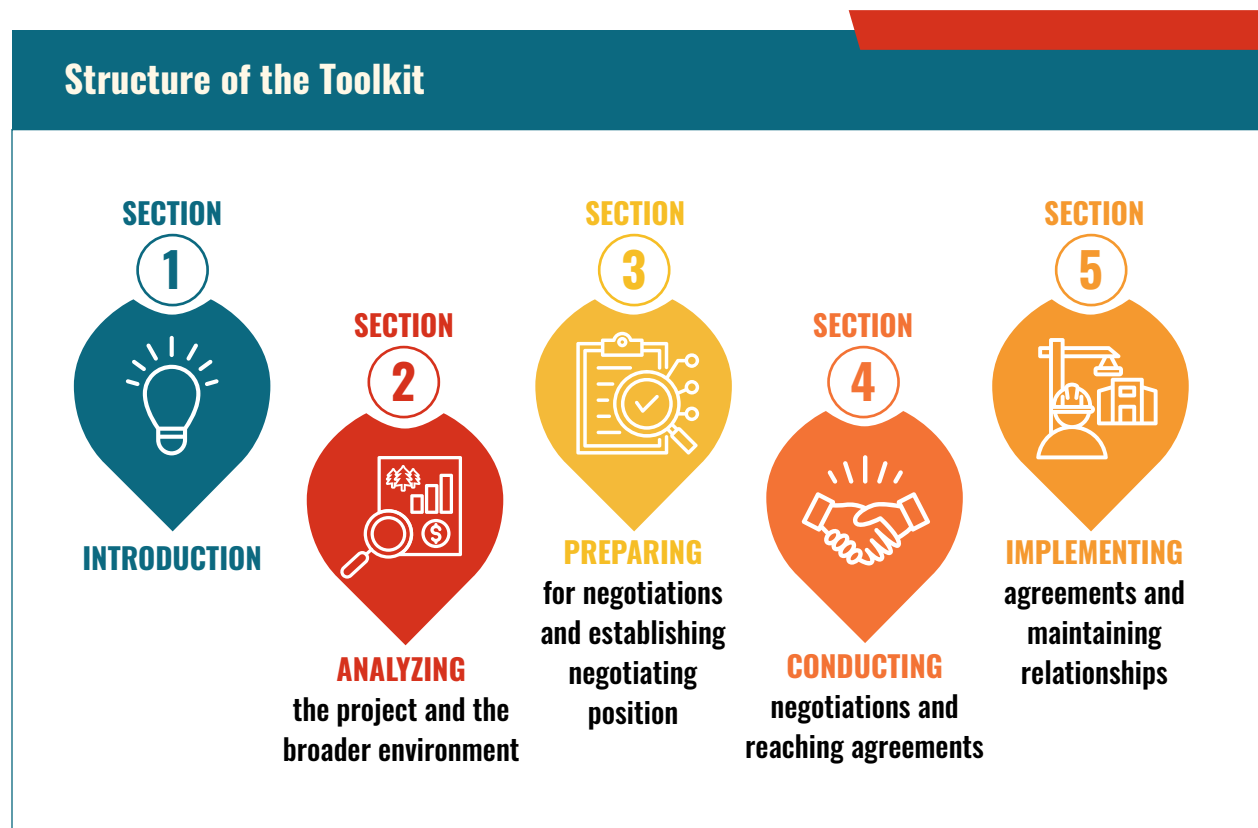 Structure of the Toolkit
SECTION
1
INTRODUCTION
SECTION
2
$
ANALYZING
the project and the
broader environment
SECTION
3
PREPARING
for negotiations
and establishing
negotiating
position
SECTION
4
CONDUCTING
negotiations and
reaching agreements
SECTION
5
IMPLEMENTING
agreements and
maintaining
relationships